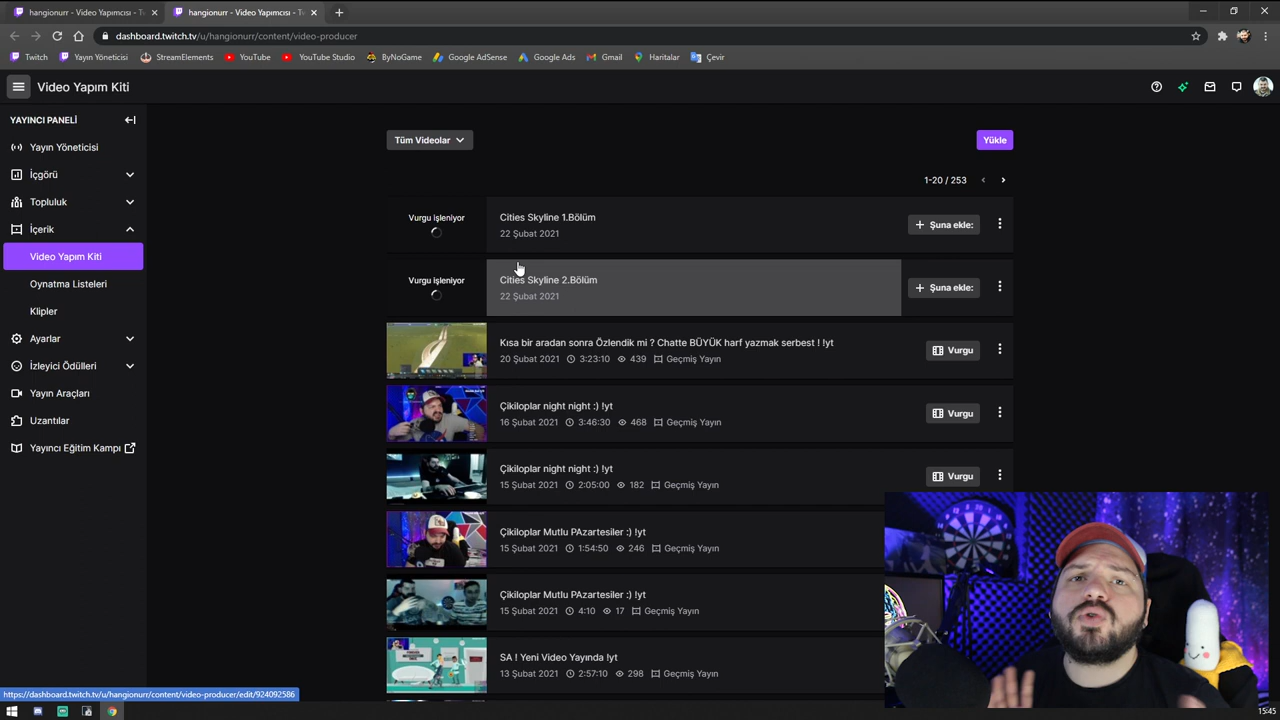 hangionurr - Video Yapımcısı - Tw
hangionurr - Video Yapımcısı - Tw
dashboard.twitch.tv/u/hangionurr/content/video-producer
Twitch
Yayın Yöneticisi
StreamElements
YouTube
YouTube Studio
ByNoGame
Google AdSense
Google Ads
Gmail
Haritalar
Çevir
Video Yapım Kiti
YAYINCI PANELİ
Yayın Yöneticisi
İçgörü
Topluluk
İçerik
Video Yapım Kiti
Oynatma Listeleri
Klipler
Ayarlar
İzleyici Ödülleri
Yayın Araçları
Uzantılar
Yayıncı Eğitim Kampı
Tüm Videolar
Yükle
1-20 / 253
Vurgu işleniyor
Cities Skyline 1.Bölüm
22 Şubat 2021
Şuna ekle:
Vurgu işleniyor
Cities Skyline 2.Bölüm
22 Şubat 2021
Şuna ekle:
Kısa bir aradan sonra Özlendik mi ? Chatte BÜYÜK harf yazmak serbest ! !yt
20 Şubat 2021 3:23:10 439 Geçmiş Yayın
Vurgu
Çikiloplar night night :) !yt
16 Şubat 2021 3:46:30 468 Geçmiş Yayın
Vurgu
Çikiloplar night night :) !yt
15 Şubat 2021 2:05:00 182 Geçmiş Yayın
Vurgu
Çikiloplar Mutlu PAzartesiler :) !yt
15 Şubat 2021 1:54:50 246 Geçmiş Yayın
Çikiloplar Mutlu PAzartesiler :) !yt
15 Şubat 2021 4:10 17 Geçmiş Yayın
SA ! Yeni Video Yayında !yt
13 Şubat 2021 2:57:10 298 Geçmiş Yayın
https://dashboard.twitch.tv/u/hangionurr/content/video-producer/edit/924092586
15:45